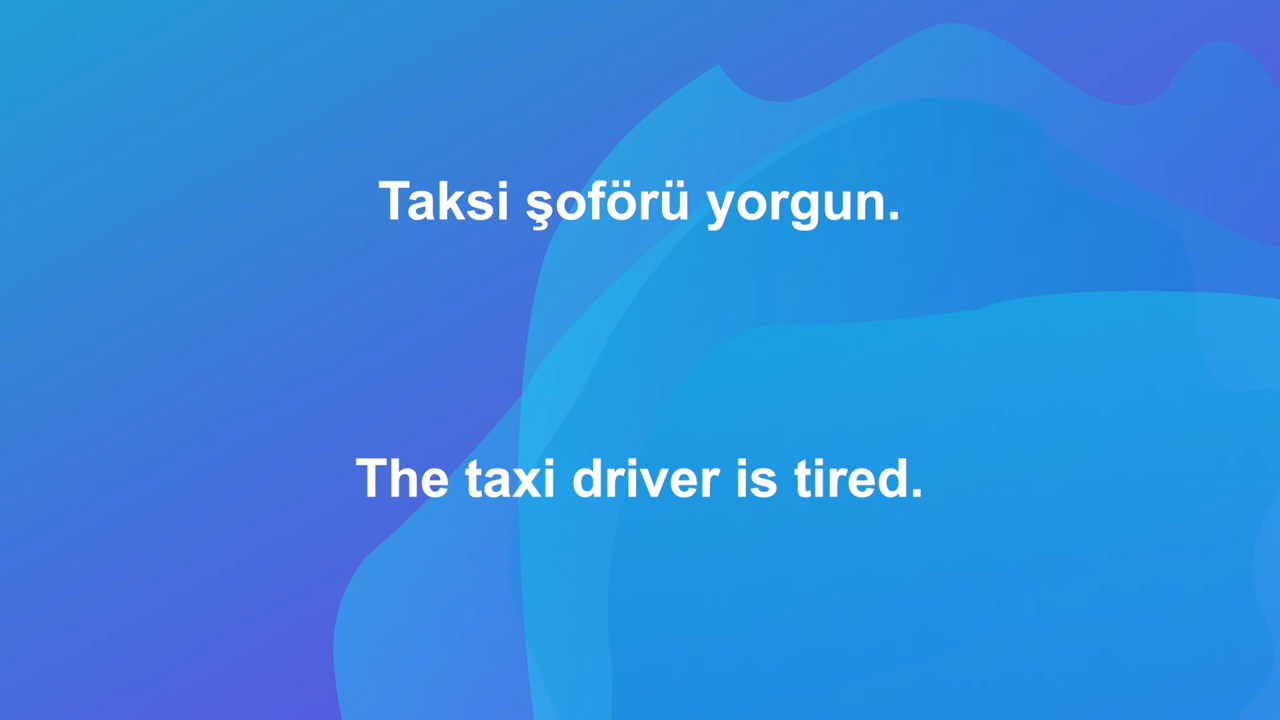 Taksi şoförü yorgun.
The taxi driver is tired.